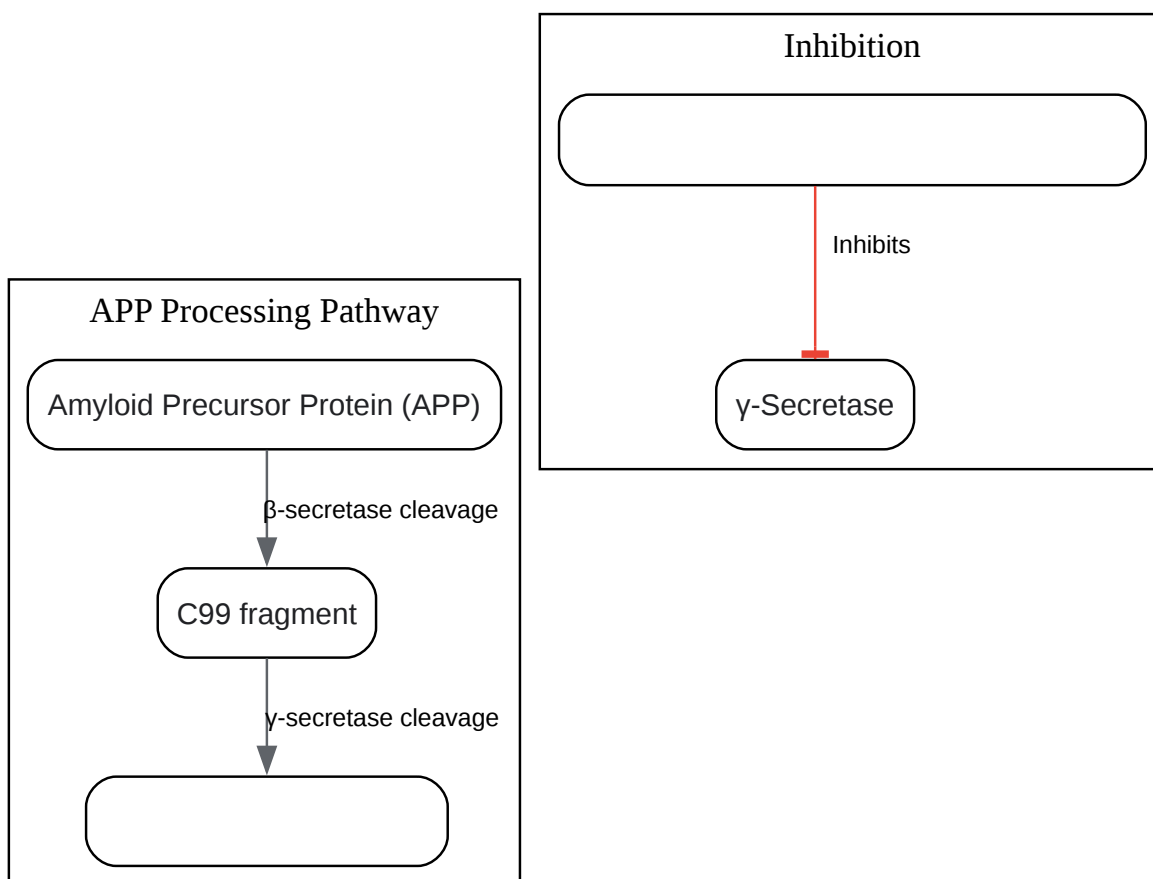 Inhibition
Inhibits
γ-Secretase
APP Processing Pathway
Amyloid Precursor Protein (APP)
β-secretase cleavage
C99 fragment
γ-secretase cleavage